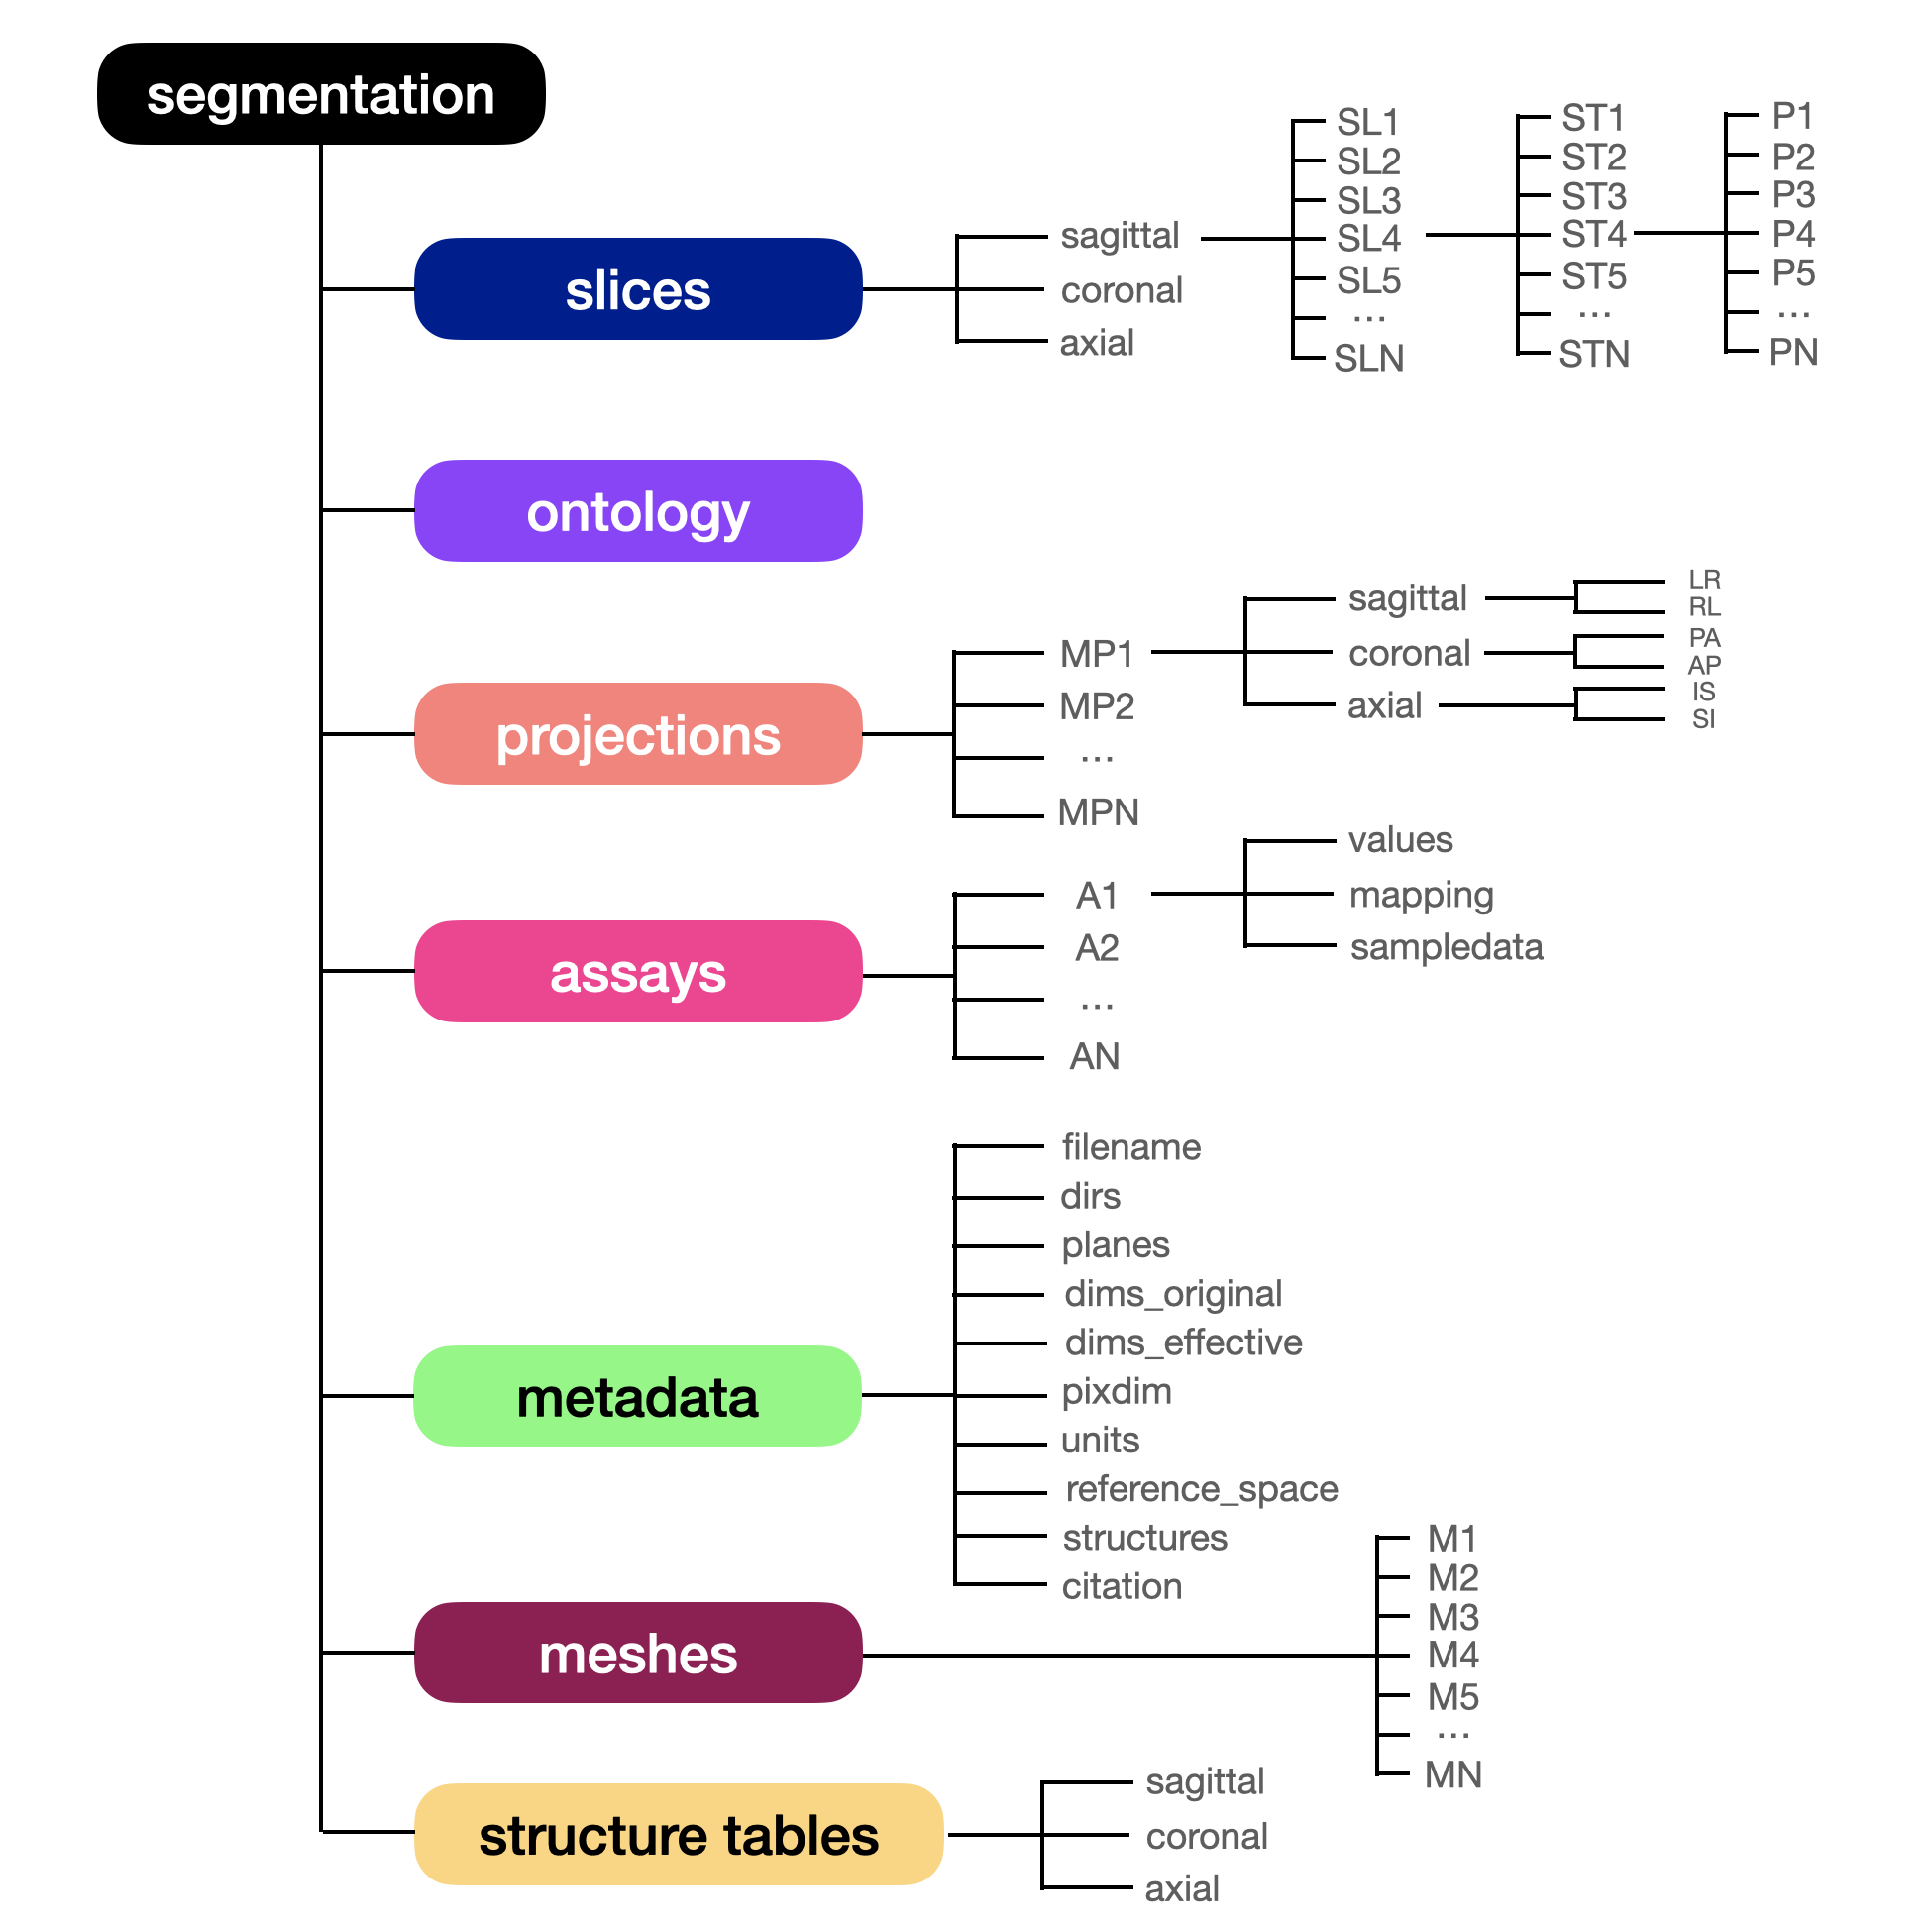 segmentation
slices
sagittal
coronal
axial
SL1
SL2
SL3
SL4
SL5
...
SLN
ST1
ST2
ST3
ST4
ST5
...
STN
P1
P2
P3
P4
P5
...
PN
ontology
projections
MP1
MP2
...
MPN
sagittal
coronal
axial
LR
RL
PA
AP
IS
SI
assays
A1
A2
...
AN
values
mapping
sampledata
metadata
filename
dirs
planes
dims_original
dims_effective
pixdim
units
reference_space
structures
citation
meshes
M1
M2
M3
M4
M5
...
MN
structure tables
sagittal
coronal
axial